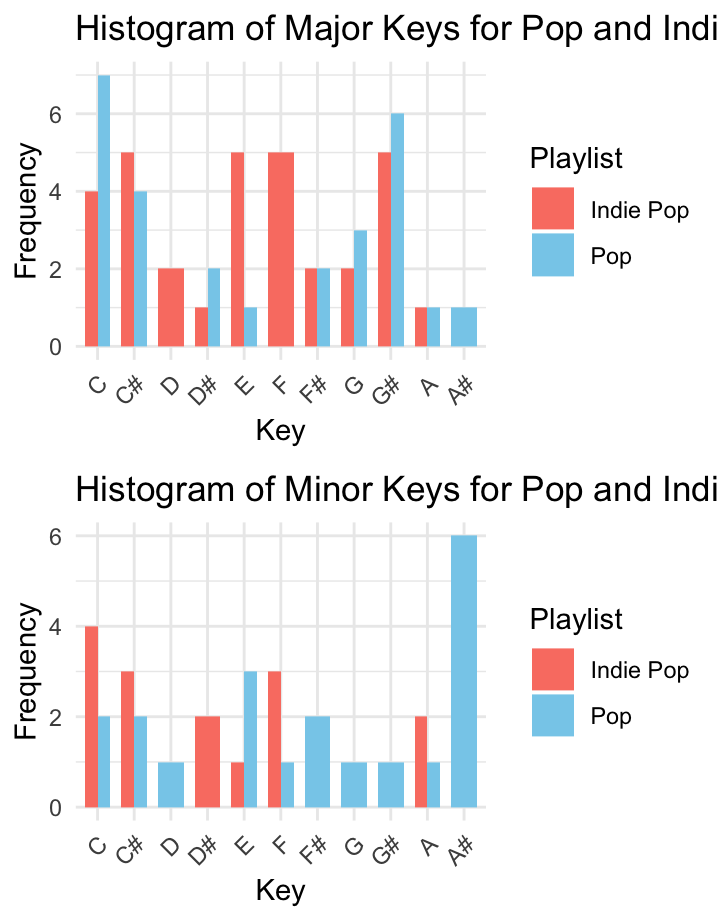 Histogram of Major Keys for Pop and Indi
6
4
2
0
Frequency
C C# D D# E F F# G G# A A#
Key
Playlist
Indie Pop
Pop
Histogram of Minor Keys for Pop and Indi
6
4
2
0
Frequency
C C# D D# E F F# G G# A A#
Key
Playlist
Indie Pop
Pop